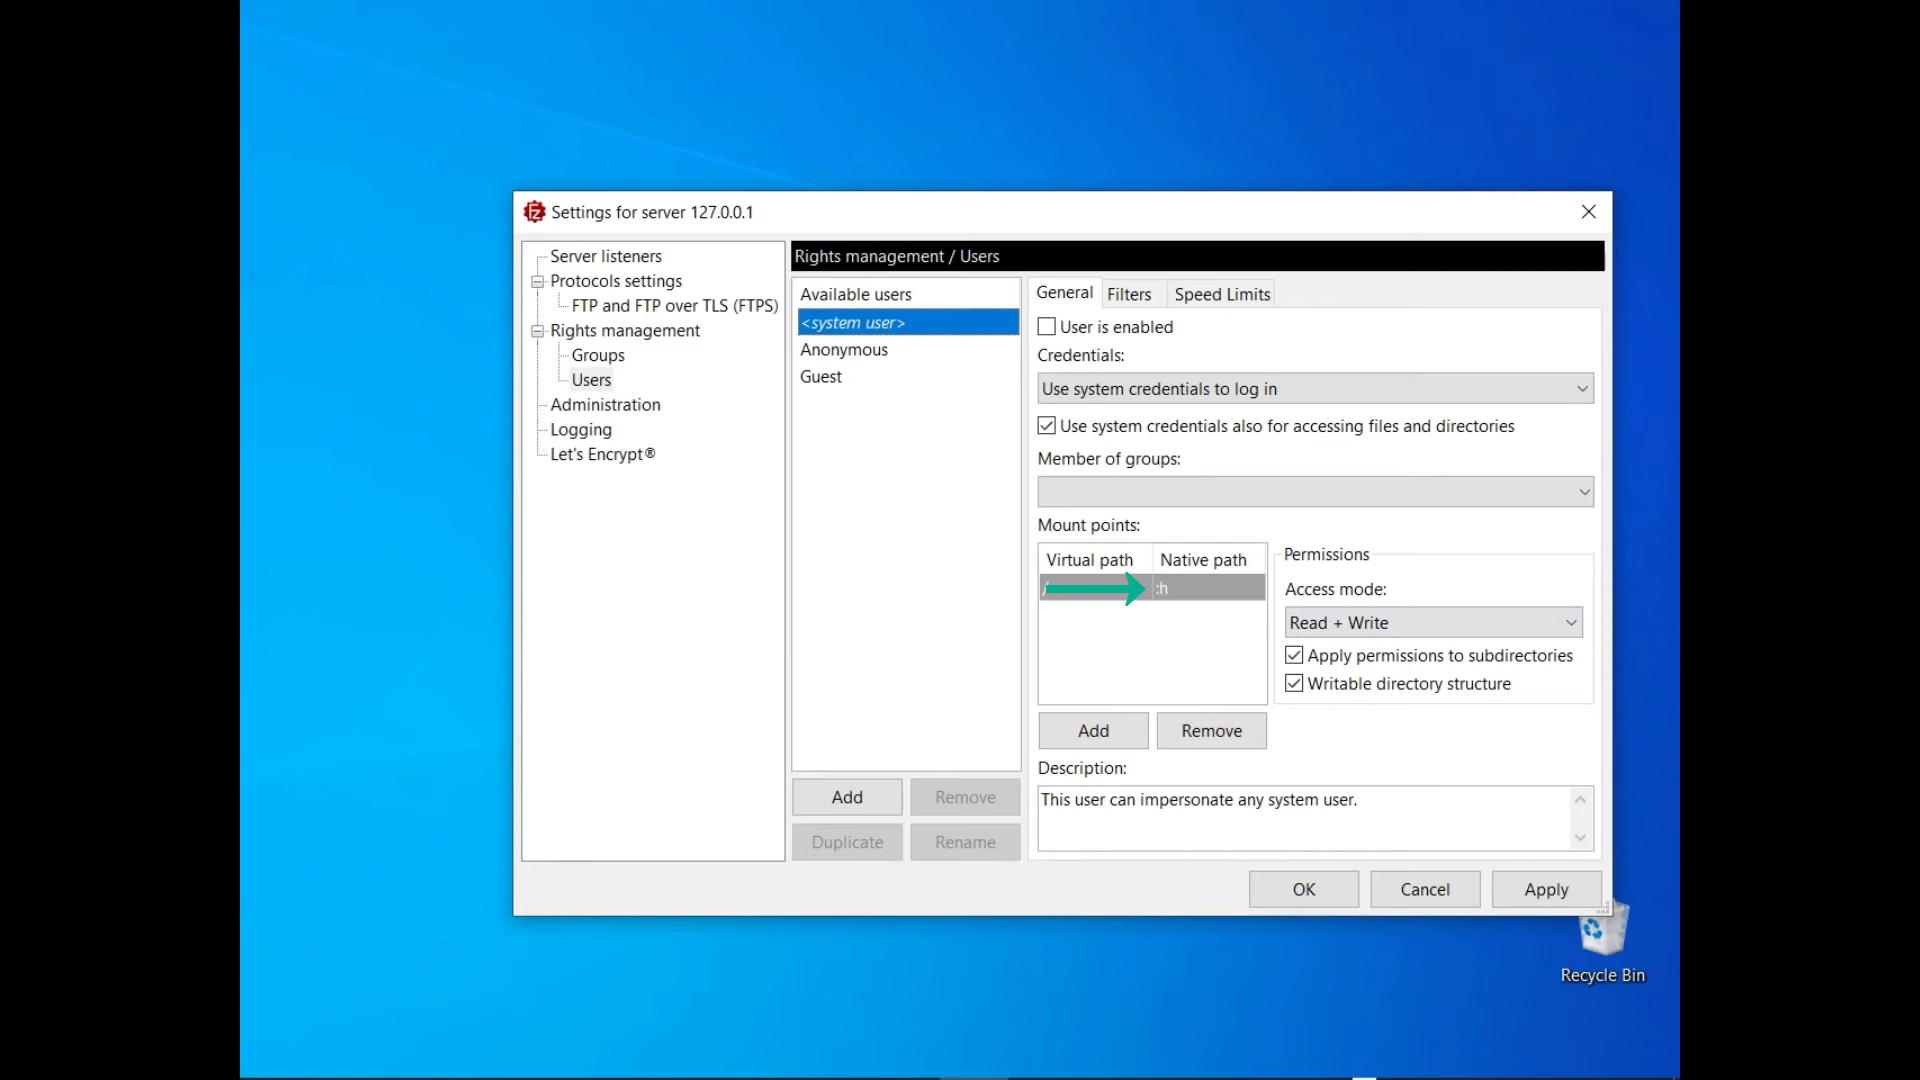 Settings for server 127.0.0.1
Server listeners
Protocols settings
FTP and FTP over TLS (FTPS)
Rights management
Groups
Users
Administration
Logging
Let's Encrypt®
Rights management / Users
Available users
<system user>
Anonymous
Guest
Add
Remove
Duplicate
Rename
General
Filters
Speed Limits
User is enabled
Credentials:
Use system credentials to log in
Use system credentials also for accessing files and directories
Member of groups:
Mount points:
Virtual path
Native path
/
:h
Add
Remove
Permissions
Access mode:
Read + Write
Apply permissions to subdirectories
Writable directory structure
Description:
This user can impersonate any system user.
OK
Cancel
Apply
Recycle Bin